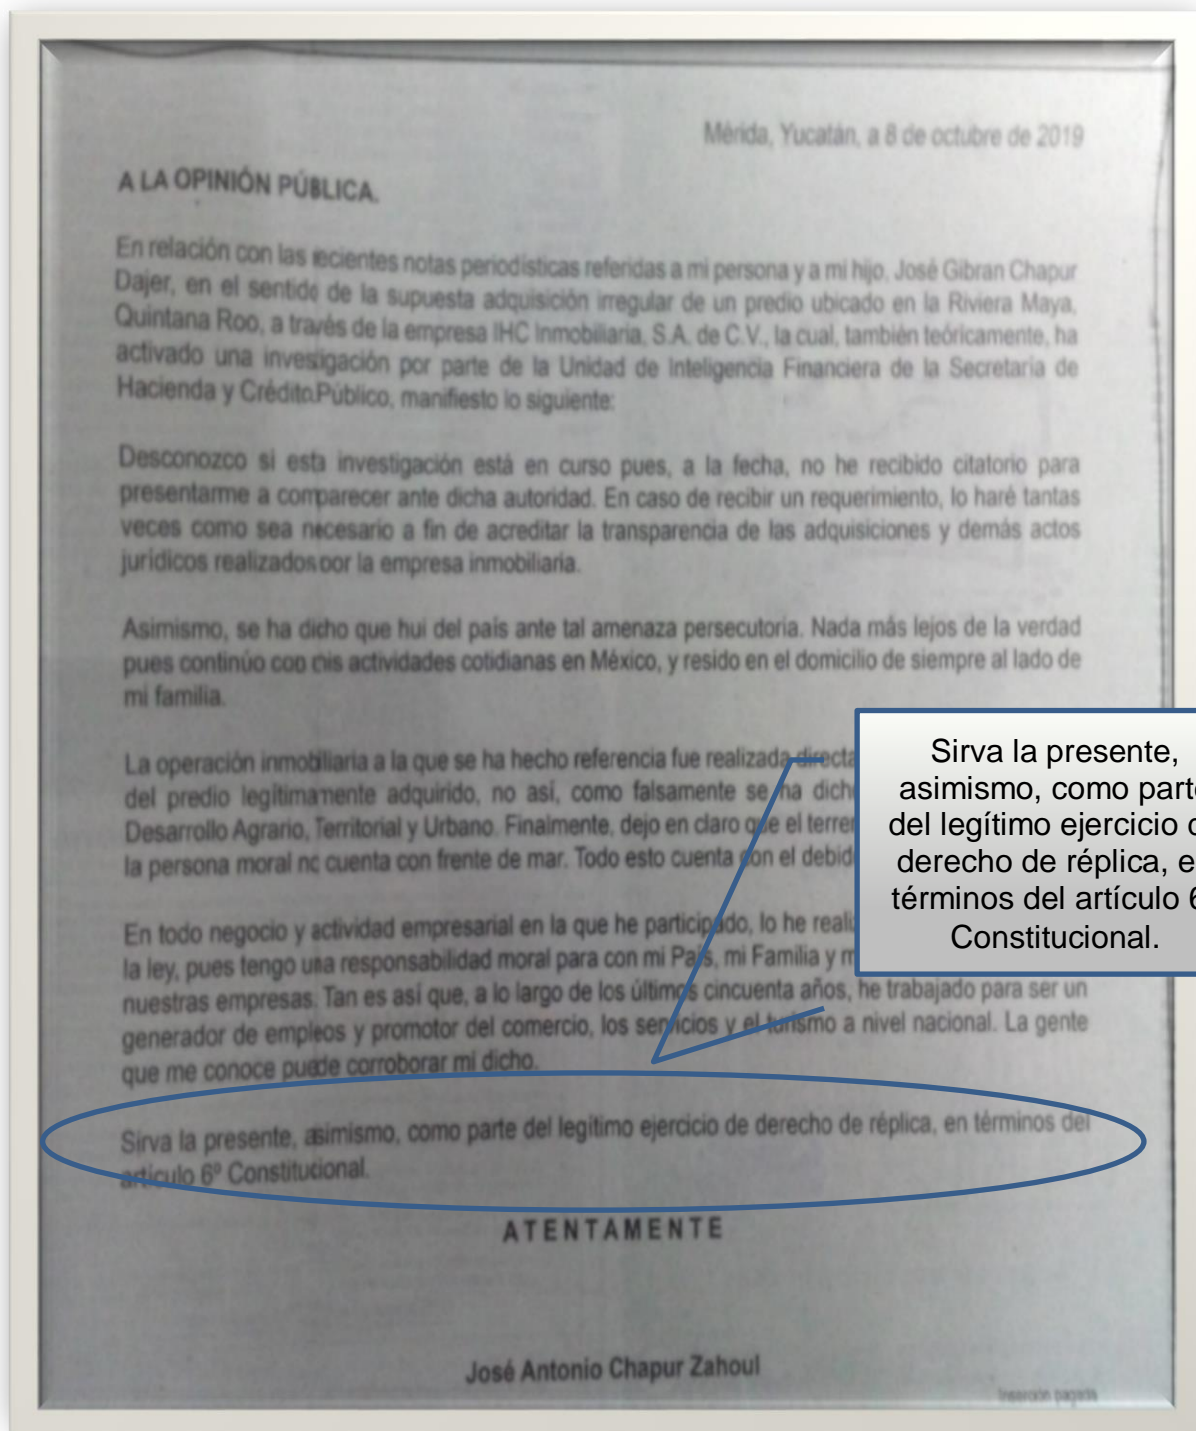 Mérida, Yucatán, a 8 de octubre de 2019
A LA OPINIÓN PÚBLICA.
En relación con las recientes notas periodísticas referidas a mi persona y a mi hijo, José Gibran Chapur
Dajer, en el sentido de la supuesta adquisición irregular de un predio ubicado en la Riviera Maya,
Quintana Roo, a través de la empresa IHC Inmobiliaria, S.A. de C.V., la cual, también teóricamente, ha
activado una investigación por parte de la Unidad de Inteligencia Financiera de la Secretaría de
Hacienda y Crédito Público, manifiesto lo siguiente:
Desconozco si esta investigación está en curso pues, a la fecha, no he recibido citatorio para
presentarme a comparecer ante dicha autoridad. En caso de recibir un requerimiento, lo haré tantas
veces como sea necesario a fin de acreditar la transparencia de las adquisiciones y demás actos
jurídicos realizados por la empresa inmobiliaria.
Asimismo, se ha dicho que hui del país ante tal amenaza persecutoria. Nada más lejos de la verdad
pues continúo con mis actividades cotidianas en México, y resido en el domicilio de siempre al lado de
mi familia.
La operación inmobiliaria a la que se ha hecho referencia fue realizada
del predio legítimamente adquirido, no así, como falsamente se ha
Desarrollo Agrario, Territorial y Urbano. Finalmente, dejo en claro que el
la persona moral no cuenta con frente de mar. Todo esto cuenta con el
En todo negocio y actividad empresarial en la que he participado, lo he
la ley, pues tengo una responsabilidad moral para con mi País, mi Familia y
nuestras empresas. Tan es así que, a lo largo de los últimos cincuenta años, he trabajado para ser un
generador de empleos y promotor del comercio, los servicios y el turismo a nivel nacional. La gente
que me conoce puede corroborar mi dicho.
Sirva la presente, asimismo, como parte del legítimo ejercicio de derecho de réplica, en términos del
artículo 6º Constitucional.
ATENTAMENTE
José Antonio Chapur Zahoul
Inserción pagada
Sirva la presente,
asimismo, como
del legítimo ejercicio
derecho de réplica,
términos del artículo
Constitucional.